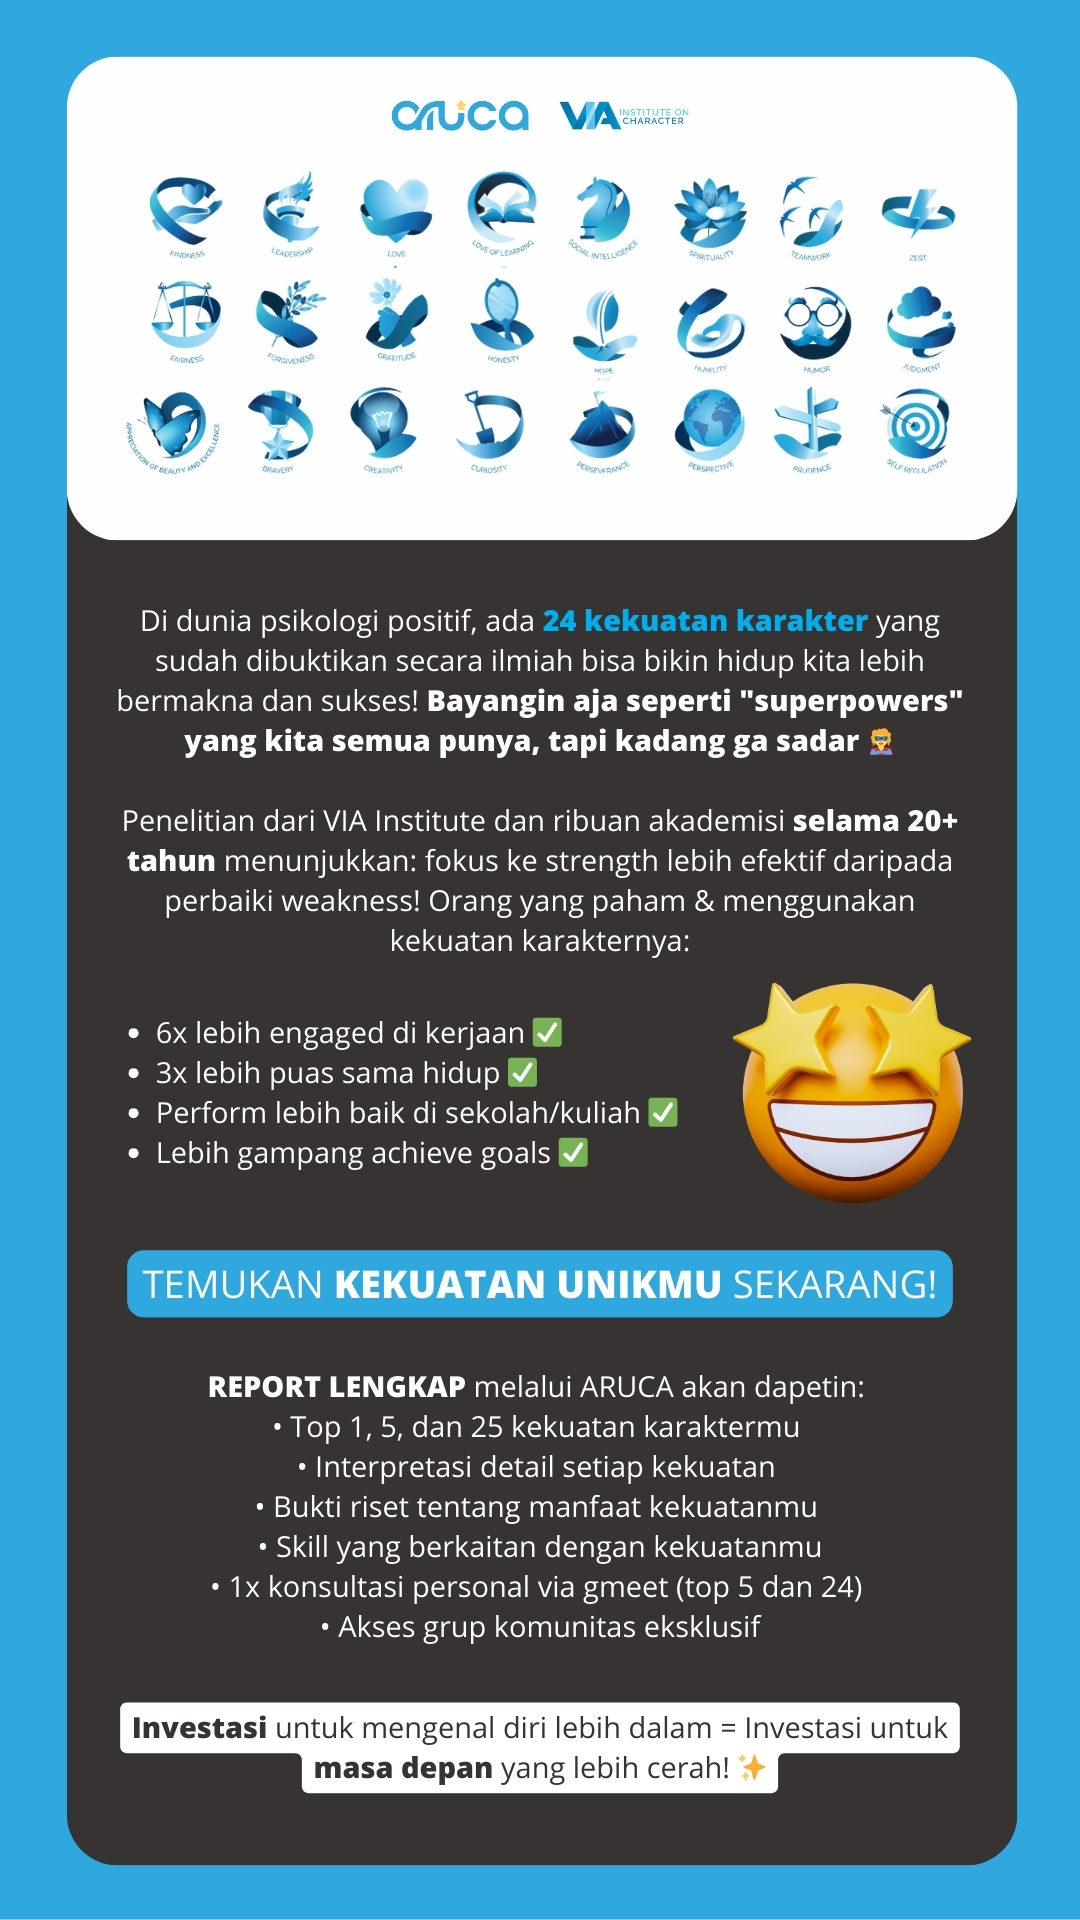 aruca
VIA INSTITUTE ON
CHARACTER
KINDNESS
LEADERSHIP
LOVE
LOVE OF LEARNING
SOCIAL INTELLIGENCE
SPIRITUALITY
TEAMWORK
ZEST
FAIRNESS
FORGIVENESS
GRATITUDE
HONESTY
HOPE
HUMILITY
HUMOR
JUDGMENT
APPRECIATION OF BEAUTY AND EXCELLENCE
BRAVERY
CREATIVITY
CURIOSITY
PERSEVERANCE
PERSPECTIVE
PRUDENCE
SELF REGULATION
Di dunia psikologi positif, ada 24 kekuatan karakter yang
sudah dibuktikan secara ilmiah bisa bikin hidup kita lebih
bermakna dan sukses! Bayangin aja seperti "superpowers"
yang kita semua punya, tapi kadang ga sadar
Penelitian dari VIA Institute dan ribuan akademisi selama 20+
tahun menunjukkan: fokus ke strength lebih efektif daripada
perbaiki weakness! Orang yang paham & menggunakan
kekuatan karakternya:
• 6x lebih engaged di kerjaan ✅
• 3x lebih puas sama hidup ✅
• Perform lebih baik di sekolah/kuliah ✅
• Lebih gampang achieve goals ✅
TEMUKAN KEKUATAN UNIKMU SEKARANG!
REPORT LENGKAP melalui ARUCA akan dapetin:
• Top 1, 5, dan 25 kekuatan karaktermu
• Interpretasi detail setiap kekuatan
• Bukti riset tentang manfaat kekuatanmu
• Skill yang berkaitan dengan kekuatanmu
• 1x konsultasi personal via gmeet (top 5 dan 24)
• Akses grup komunitas eksklusif
Investasi untuk mengenal diri lebih dalam = Investasi untuk
masa depan yang lebih cerah! ✨